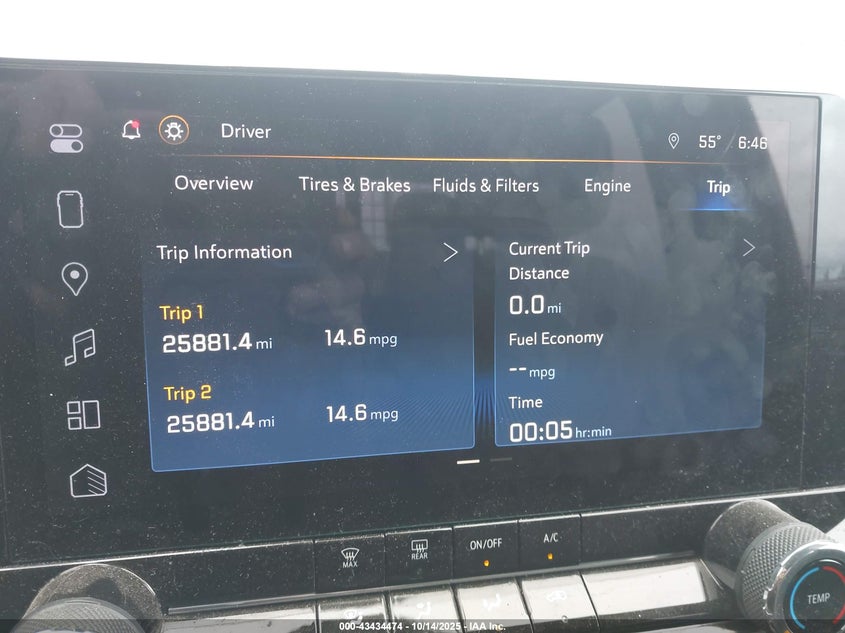 Driver
55° 6:46
Overview Tires & Brakes Fluids & Filters Engine Trip
Trip Information
Trip 1
25881.4 mi 14.6 mpg
Trip 2
25881.4 mi 14.6 mpg
Current Trip
Distance
0.0 mi
Fuel Economy
-- mpg
Time
00:05 hr:min
MAX
REAR
ON/OFF
A/C
TEMP
000-43434474 - 10/14/2025 - IAA Inc.